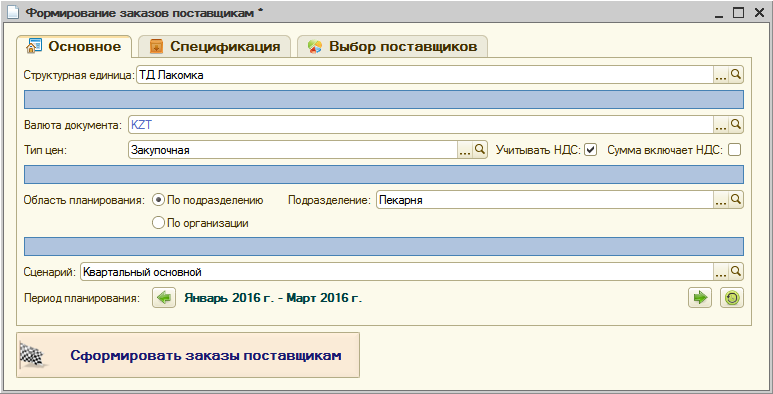 Формирование заказов поставщикам *
Основное Спецификация Выбор поставщиков
Структурная единица: ТД Лакомка ...
Валюта документа: KZT ...
Тип цен: Закупочная ... Учитывать НДС: Сумма включает НДС:
Область планирования: По подразделению Подразделение: Пекарня ...
По организации
Сценарий: Квартальный основной ...
Период планирования: Январь 2016 г. - Март 2016 г.
Сформировать заказы поставщикам